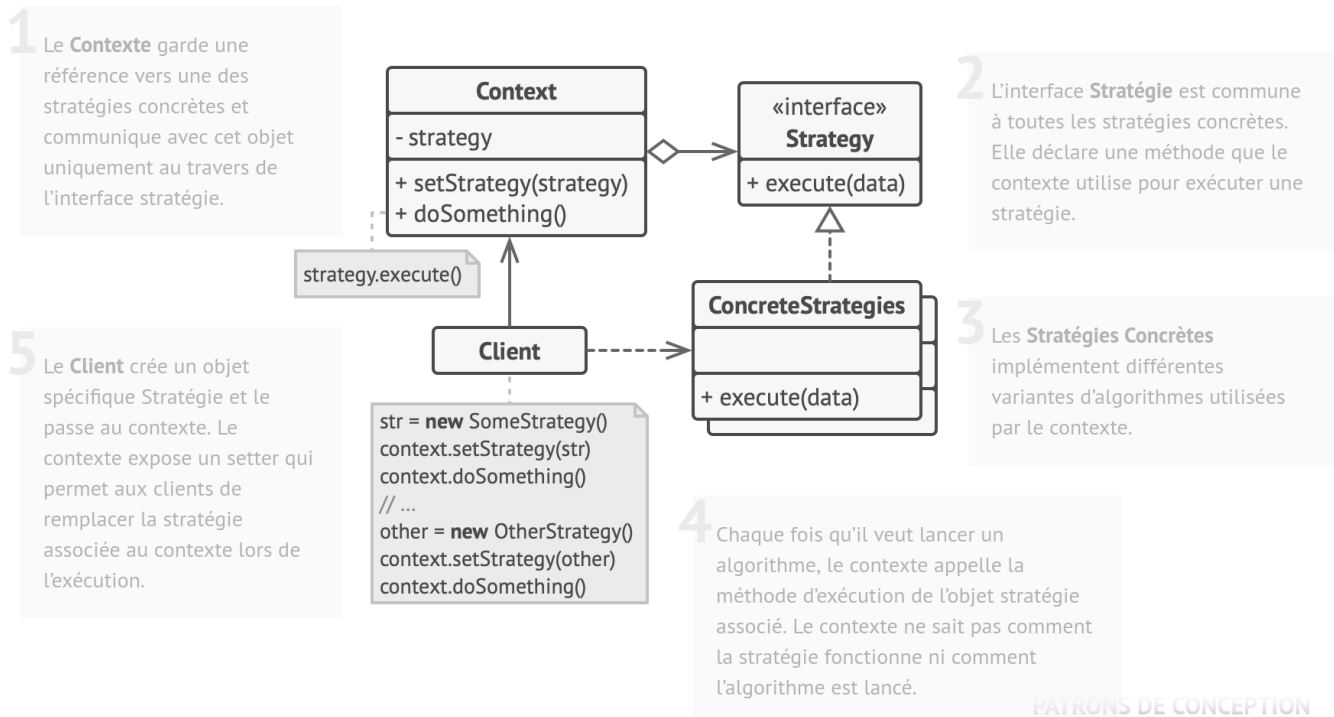 1
Le Contexte garde une
référence vers une des
stratégies concrètes et
communique avec cet objet
uniquement au travers de
l’interface stratégie.
Context
- strategy
+ setStrategy(strategy)
+ doSomething()
strategy.execute()
«interface»
Strategy
+ execute(data)
2
L’interface Stratégie est commune
à toutes les stratégies concrètes.
Elle déclare une méthode que le
contexte utilise pour exécuter une
stratégie.
ConcreteStrategies
+ execute(data)
3
Les Stratégies Concrètes
implémentent différentes
variantes d’algorithmes utilisées
par le contexte.
Client
str = new SomeStrategy()
context.setStrategy(str)
context.doSomething()
// ...
other = new OtherStrategy()
context.setStrategy(other)
context.doSomething()
4
Chaque fois qu’il veut lancer un
algorithme, le contexte appelle la
méthode d’exécution de l’objet stratégie
associé. Le contexte ne sait pas comment
la stratégie fonctionne ni comment
l’algorithme est lancé.
5
Le Client crée un objet
spécifique Stratégie et le
passe au contexte. Le
contexte expose un setter qui
permet aux clients de
remplacer la stratégie
associée au contexte lors de
l’exécution.
PATRONS DE CONCEPTION